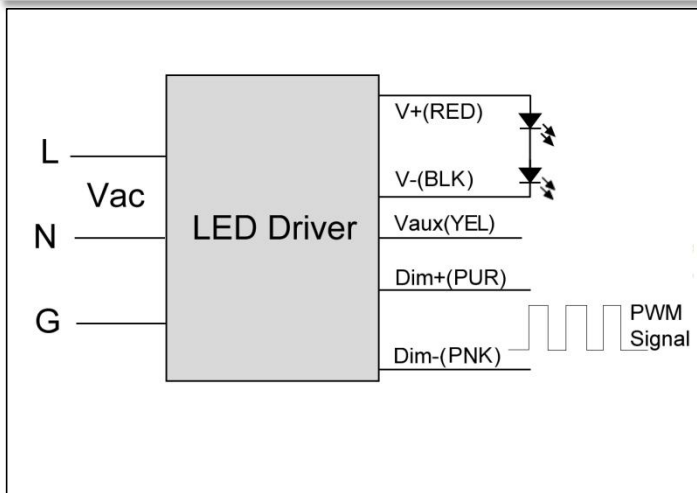 L
Vac
N
G
LED Driver
V+(RED)
V-(BLK)
Vaux(YEL)
Dim+(PUR)
Dim-(PNK)
PWM
Signal